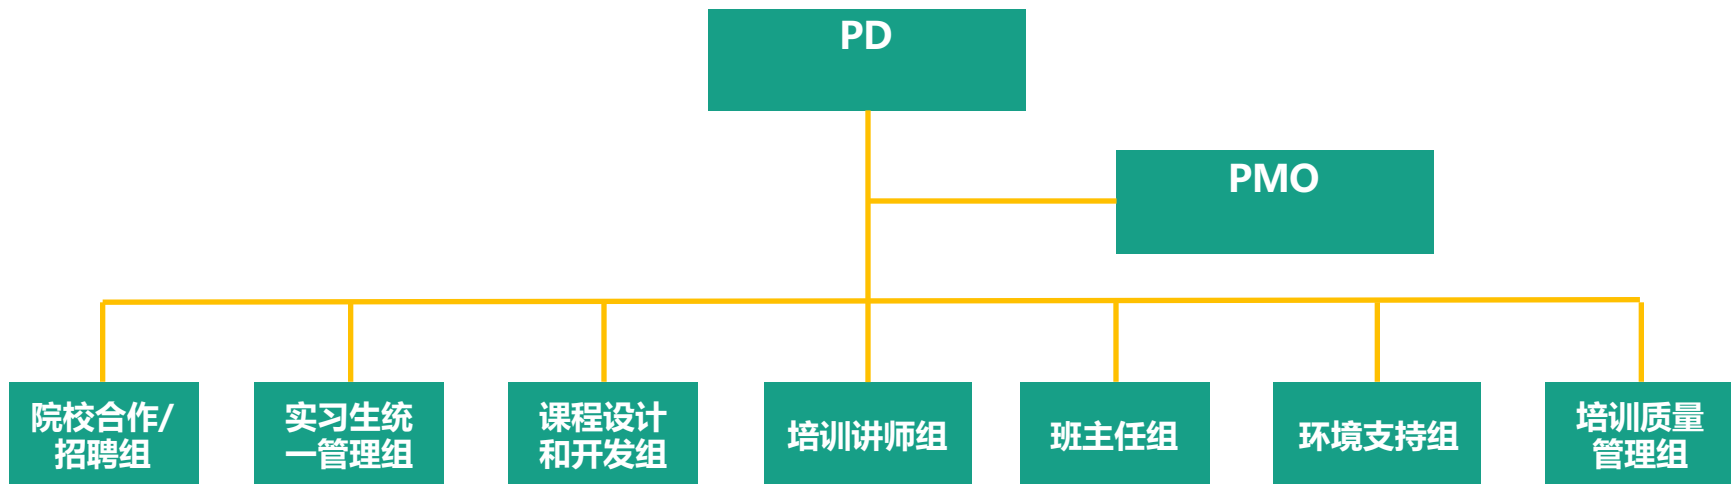 PD
PMO
院校合作/
招聘组
实习生统
一管理组
课程设计
和开发组
培训讲师组
班主任组
环境支持组
培训质量
管理组